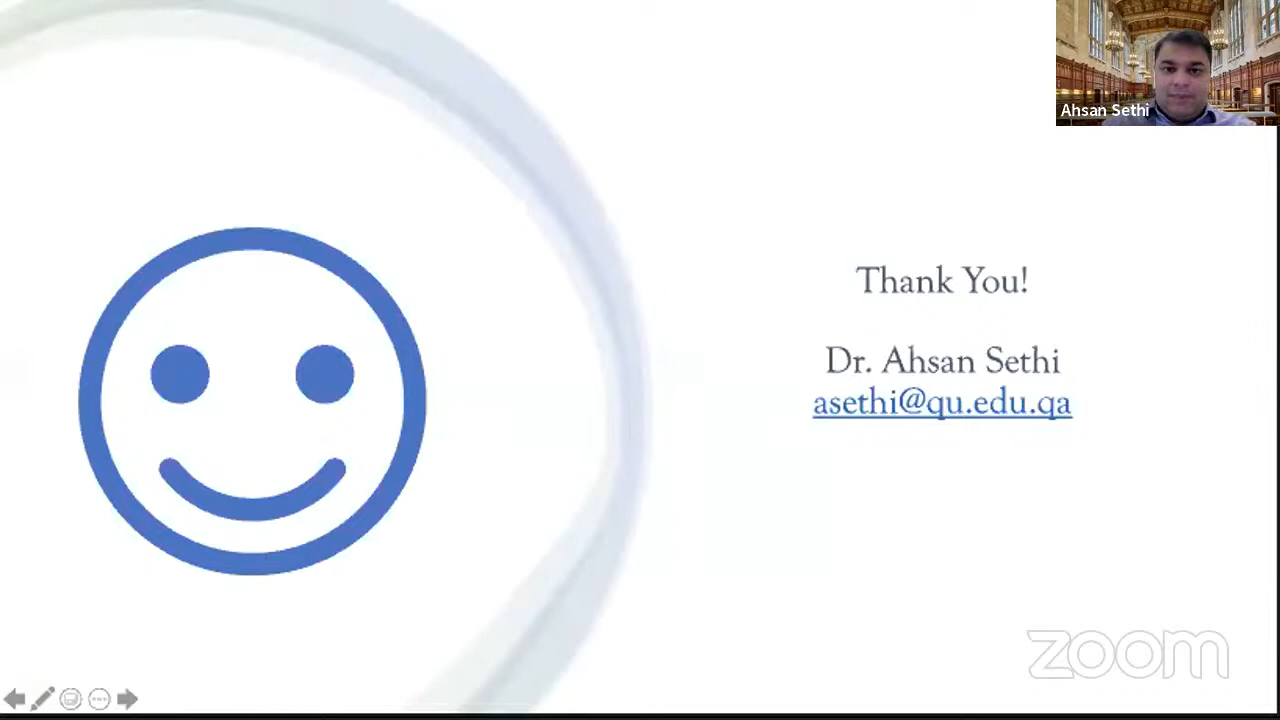 Ahsan Sethi
Thank You!
Dr. Ahsan Sethi
asethi@qu.edu.qa
zoom